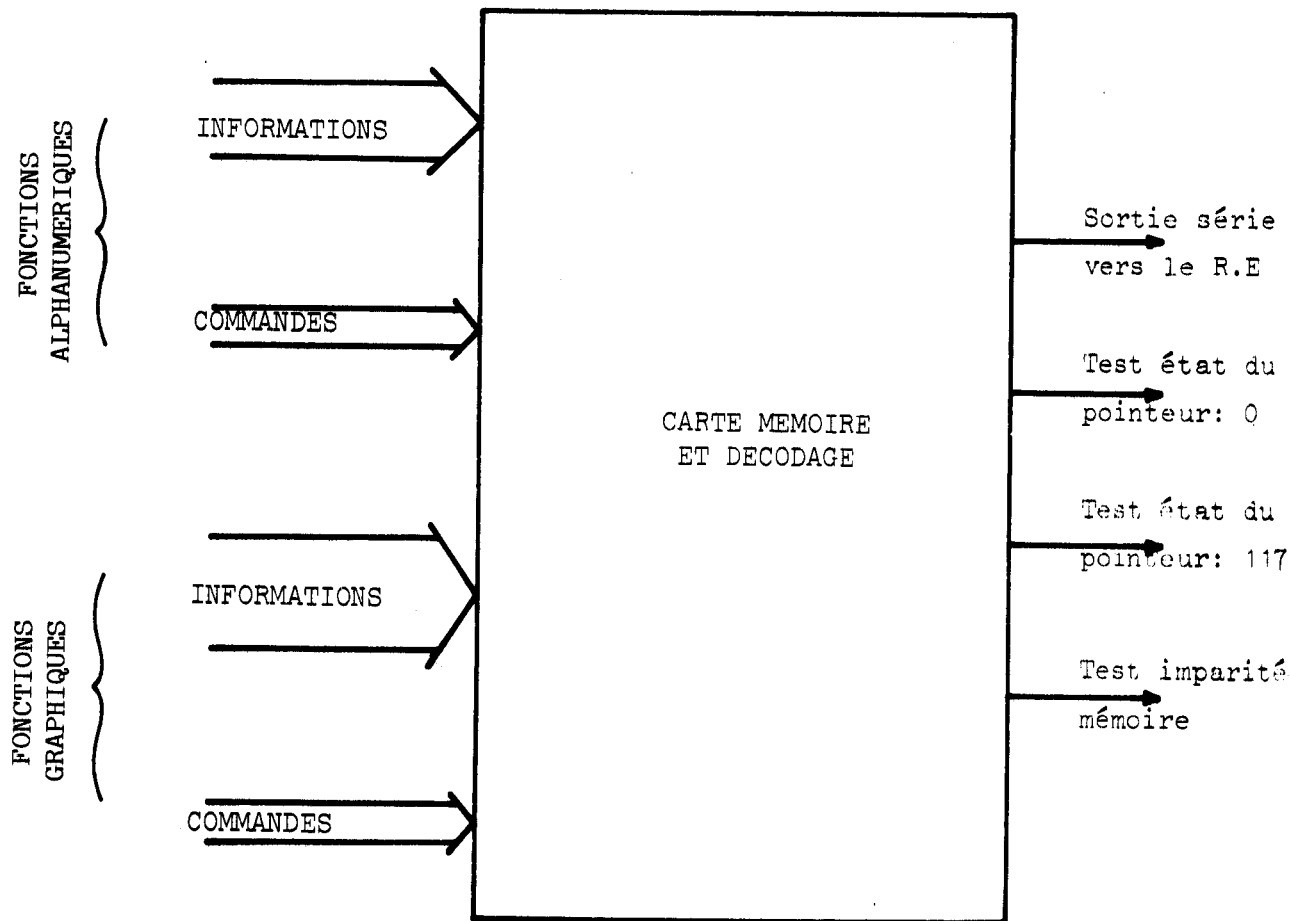 FONCTIONS
ALPHANUMERIQUES
INFORMATIONS
COMMANDES
FONCTIONS
GRAPHIQUES
INFORMATIONS
COMMANDES
CARTE MEMOIRE
ET DECODAGE
Sortie série
vers le R.E
Test état du
pointeur: 0
Test état du
pointeur: 117
Test imparité
mémoire